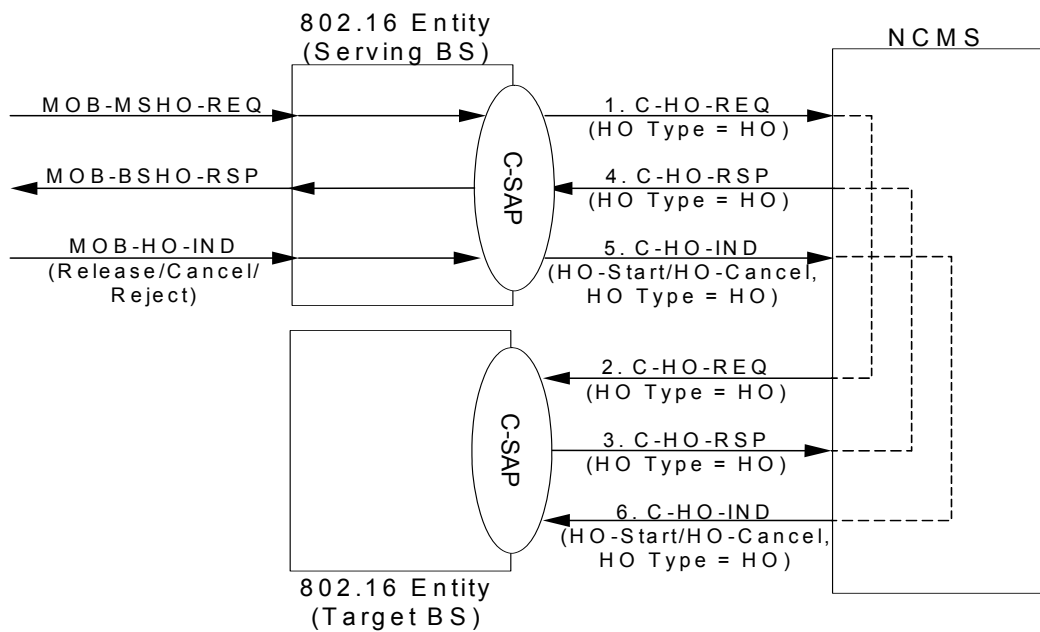 802.16 Entity
(Serving BS)
NCMS
MOB-MSHO-REQ
1. C-HO-REQ
(HO Type = HO)
MOB-BSHO-RSP
4. C-HO-RSP
(HO Type = HO)
C-SAP
MOB-HO-IND
(Release/Cancel/
Reject)
5. C-HO-IND
(HO-Start/HO-Cancel,
HO Type = HO)
2. C-HO-REQ
(HO Type = HO)
C-SAP
3. C-HO-RSP
(HO Type = HO)
6. C-HO-IND
(HO-Start/HO-Cancel,
HO Type = HO)
802.16 Entity
(Target BS)